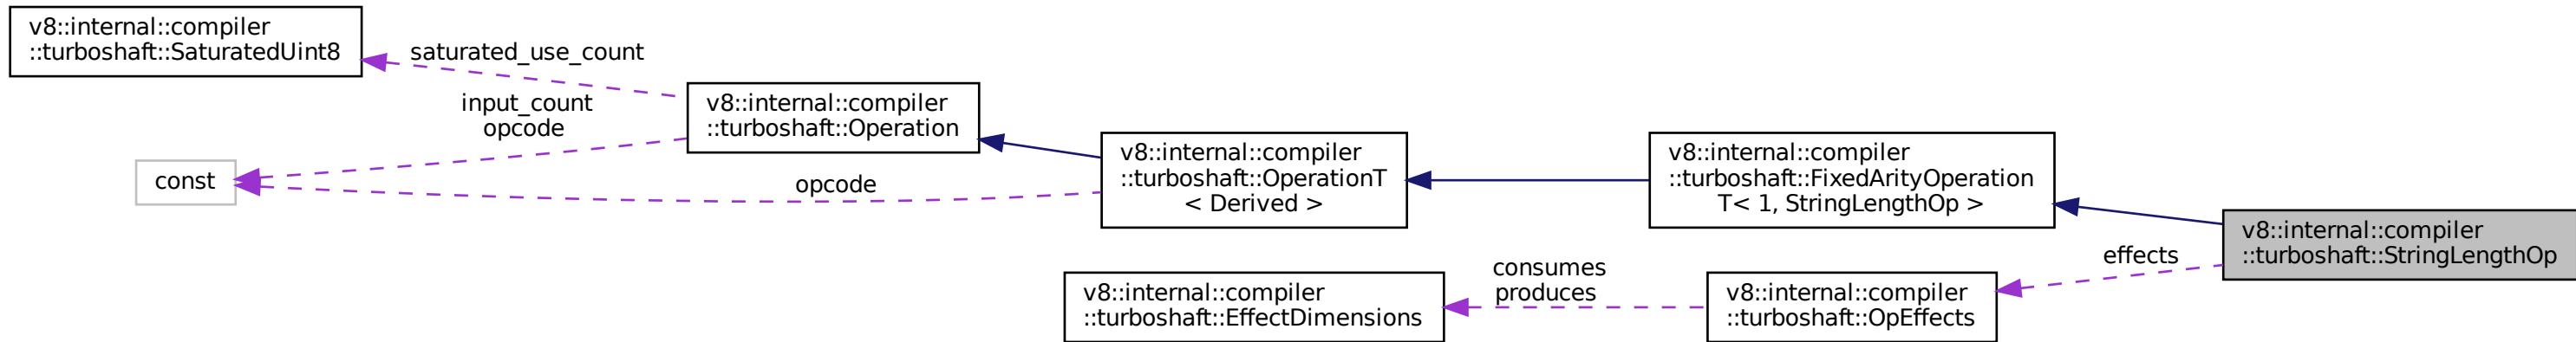 v8::internal::compiler
::turboshaft::SaturatedUint8
saturated_use_count
input_count
opcode
v8::internal::compiler
::turboshaft::Operation
const
opcode
v8::internal::compiler
::turboshaft::OperationT
< Derived >
v8::internal::compiler
::turboshaft::FixedArityOperation
T< 1, StringLengthOp >
v8::internal::compiler
::turboshaft::StringLengthOp
effects
consumes
produces
v8::internal::compiler
::turboshaft::EffectDimensions
v8::internal::compiler
::turboshaft::OpEffects